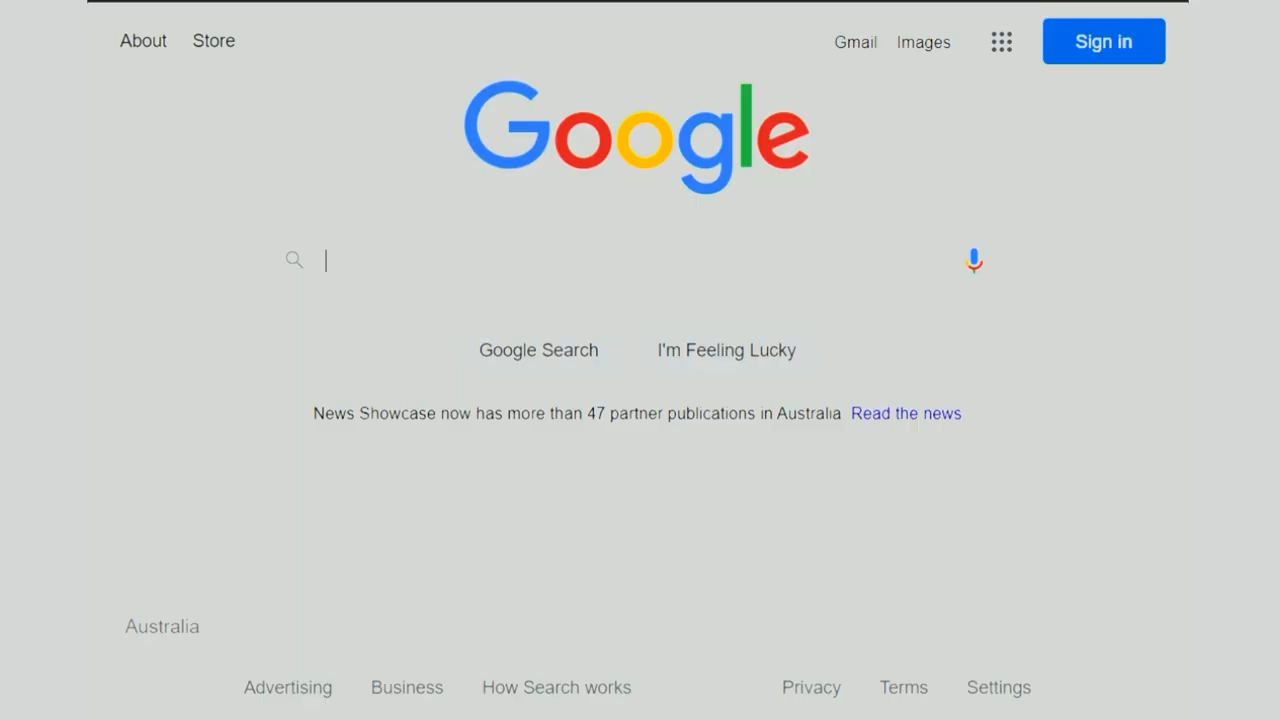 About Store Gmail Images Sign in
Google
Google Search I'm Feeling Lucky
News Showcase now has more than 47 partner publications in Australia Read the news
Australia
Advertising Business How Search works Privacy Terms Settings